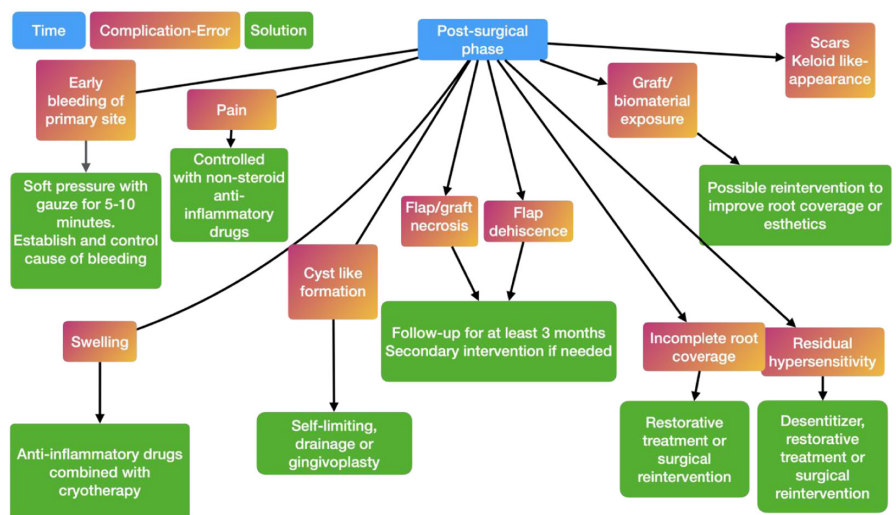 Time
Complication-Error
Solution
Post-surgical
phase
Scars
Keloid like-
appearance
Early
bleeding of
primary site
Pain
Graft/
biomaterial
exposure
Soft pressure with
gauze for 5-10
minutes.
Establish and control
cause of bleeding
Controlled
with non-steroid
anti-
inflammatory
drugs
Possible reintervention to
improve root coverage or
esthetics
Flap/graft
necrosis
Flap
dehiscence
Cyst like
formation
Swelling
Follow-up for at least 3 months
Secondary intervention if needed
Incomplete root
coverage
Residual
hypersensitivity
Anti-inflammatory drugs
combined with
cryotherapy
Self-limiting,
drainage or
gingivoplasty
Restorative
treatment or
surgical
reintervention
Desentitizer,
restorative
treatment or
surgical
reintervention